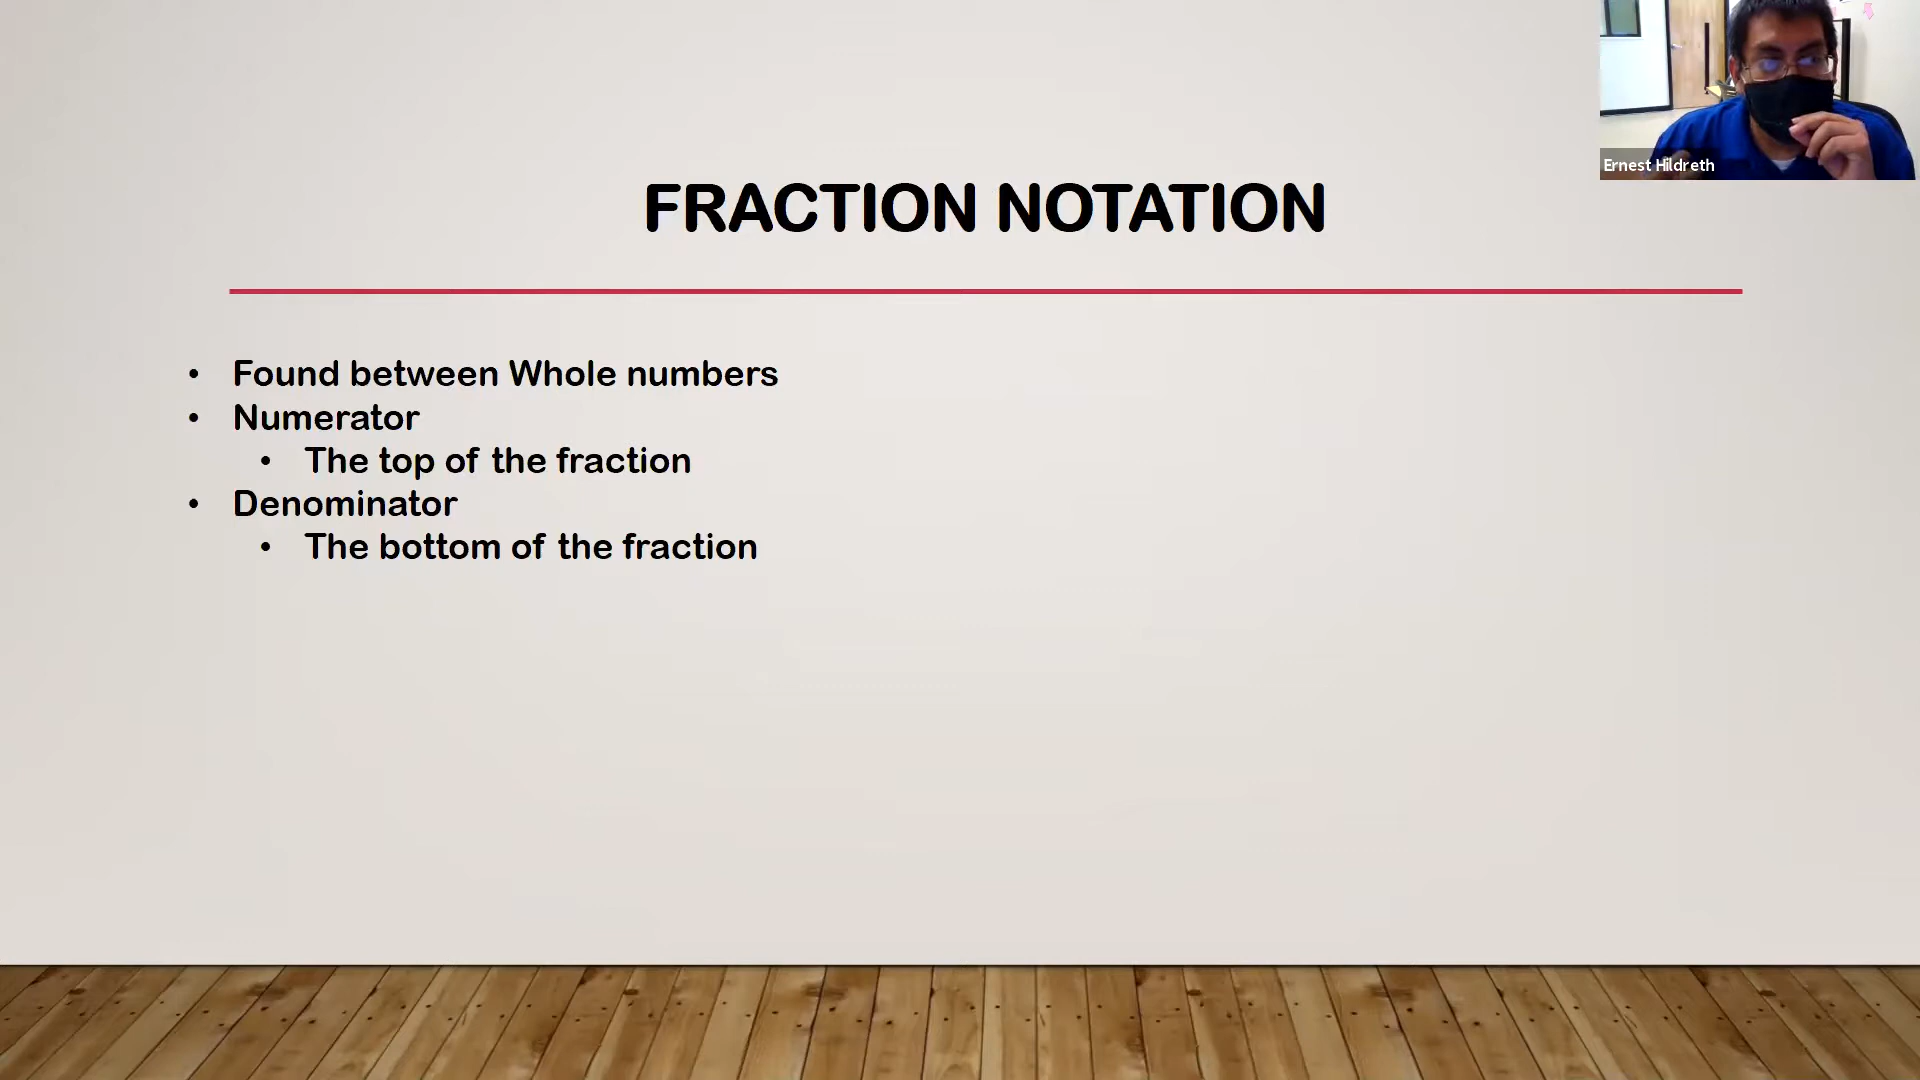 Ernest Hildreth
FRACTION NOTATION
• Found between Whole numbers
• Numerator
• The top of the fraction
• Denominator
• The bottom of the fraction